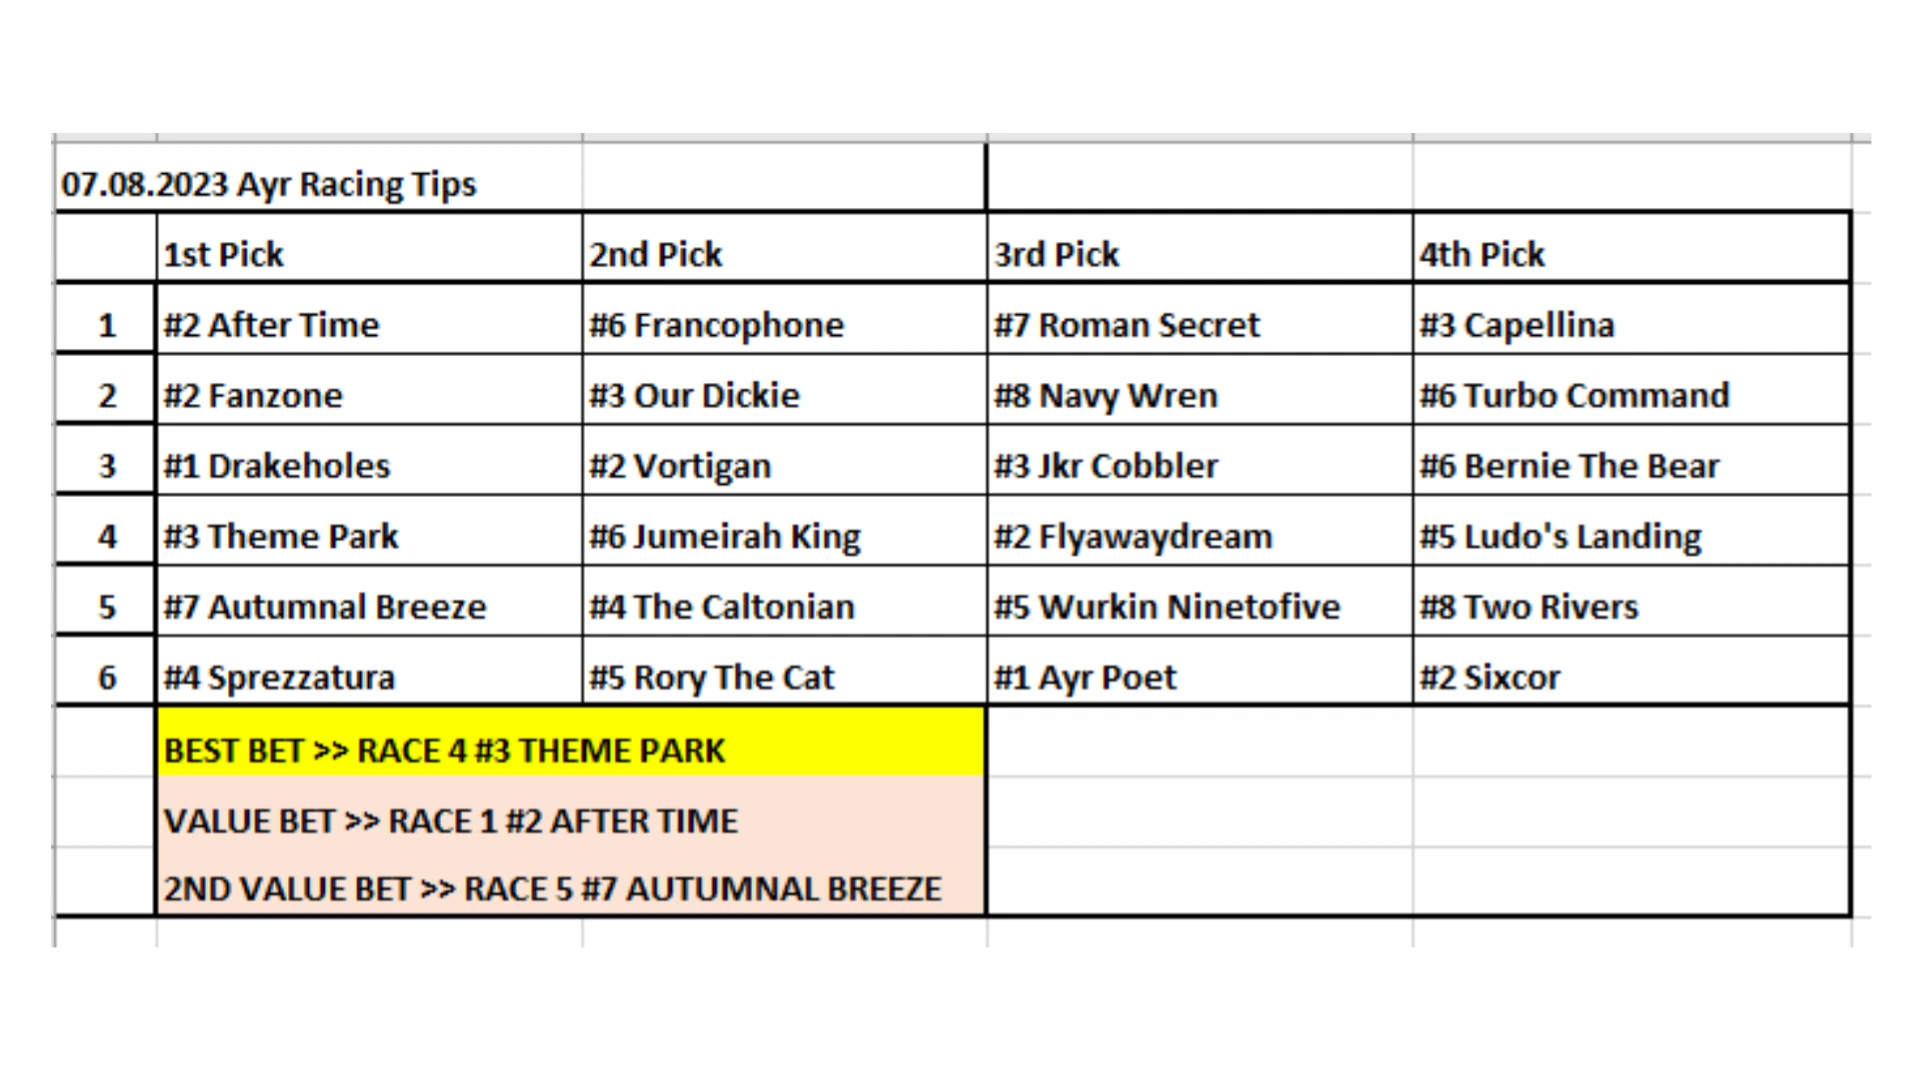 07.08.2023 Ayr Racing Tips
1st Pick 2nd Pick 3rd Pick 4th Pick
1 #2 After Time #6 Francophone #7 Roman Secret #3 Capellina
2 #2 Fanzone #3 Our Dickie #8 Navy Wren #6 Turbo Command
3 #1 Drakeholes #2 Vortigan #3 Jkr Cobbler #6 Bernie The Bear
4 #3 Theme Park #6 Jumeirah King #2 Flyawaydream #5 Ludo's Landing
5 #7 Autumnal Breeze #4 The Caltonian #5 Wurkin Ninetofive #8 Two Rivers
6 #4 Sprezzatura #5 Rory The Cat #1 Ayr Poet #2 Sixcor
BEST BET >> RACE 4 #3 THEME PARK
VALUE BET >> RACE 1 #2 AFTER TIME
2ND VALUE BET >> RACE 5 #7 AUTUMNAL BREEZE